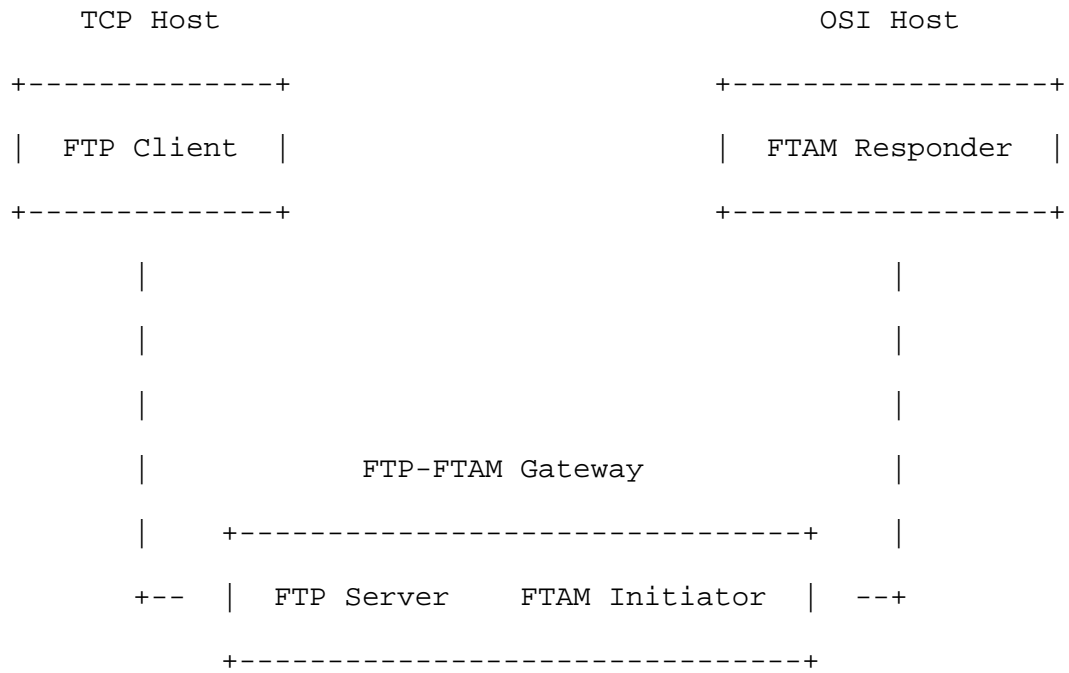 TCP Host                                   OSI Host
+--------------+                         +------------------+
|  FTP Client  |                         |  FTAM Responder  |
+--------------+                         +------------------+
       |                                           |
       |                                           |
       |                                           |
       |            FTP-FTAM Gateway               |
       |    +--------------------------------+    |
       +--  |  FTP Server    FTAM Initiator  |  --+
            +--------------------------------+